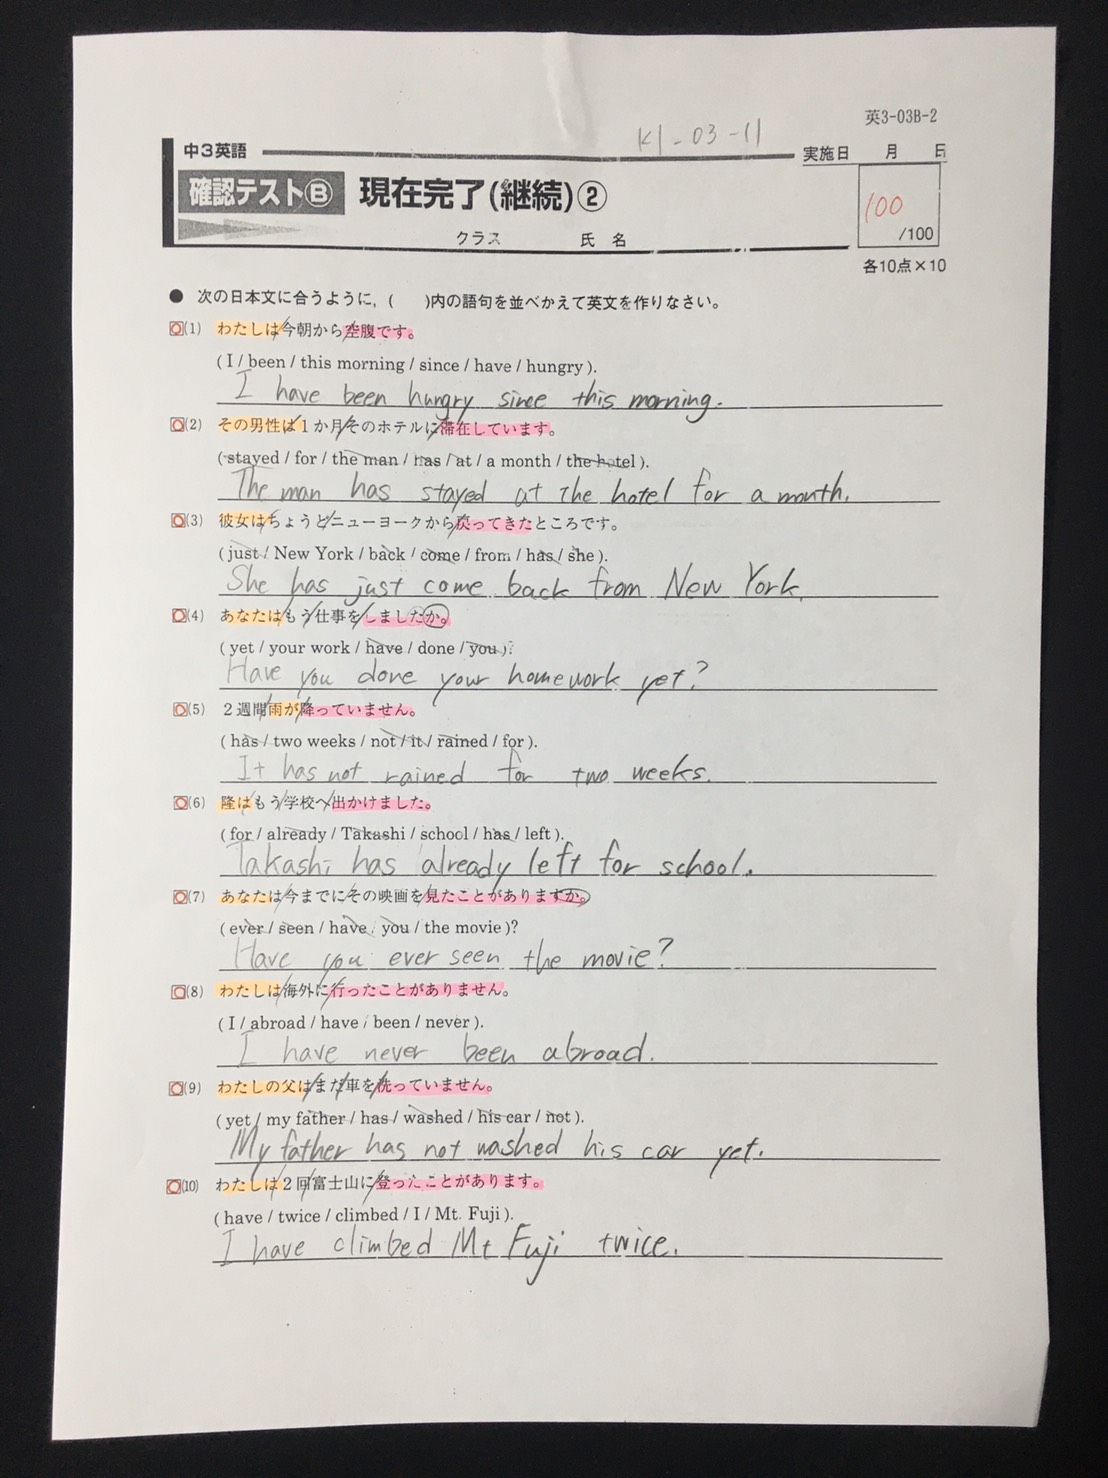 英3-03B-2
K1-03-11
中3英語
実施日 月 日
確認テストⒷ 現在完了(継続)②
100
/100
クラス 氏名
各10点×10
● 次の日本文に合うように, ( )内の語句を並べかえて英文を作りなさい。
(1) わたしは/今朝から/空腹です。
( I / been / this morning / since / have / hungry ).
I have been hungry since this morning.
(2) その男性は/1か月/そのホテルに/滞在しています。
( stayed / for / the man / has / at / a month / the hotel ).
The man has stayed at the hotel for a month.
(3) 彼女は/ちょうど/ニューヨークから/戻ってきたところです。
( just / New York / back / come / from / has / she ).
She has just come back from New York.
(4) あなたは/もう/仕事を/しましたか。
( yet / your work / have / done / you )?
Have you done your homework yet?
(5) 2週間/雨が/降っていません。
( has / two weeks / not / it / rained / for ).
It has not rained for two weeks.
(6) 隆は/もう/学校へ/出かけました。
( for / already / Takashi / school / has / left ).
Takashi has already left for school.
(7) あなたは/今までに/その映画を/見たことがありますか。
( ever / seen / have / you / the movie )?
Have you ever seen the movie?
(8) わたしは/海外に/行ったことがありません。
( I / abroad / have / been / never ).
I have never been abroad.
(9) わたしの父は/まだ/車を/洗っていません。
( yet / my father / has / washed / his car / not ).
My father has not washed his car yet.
(10) わたしは/2回/富士山に/登ったことがあります。
( have / twice / climbed / I / Mt. Fuji ).
I have climbed Mt Fuji twice.